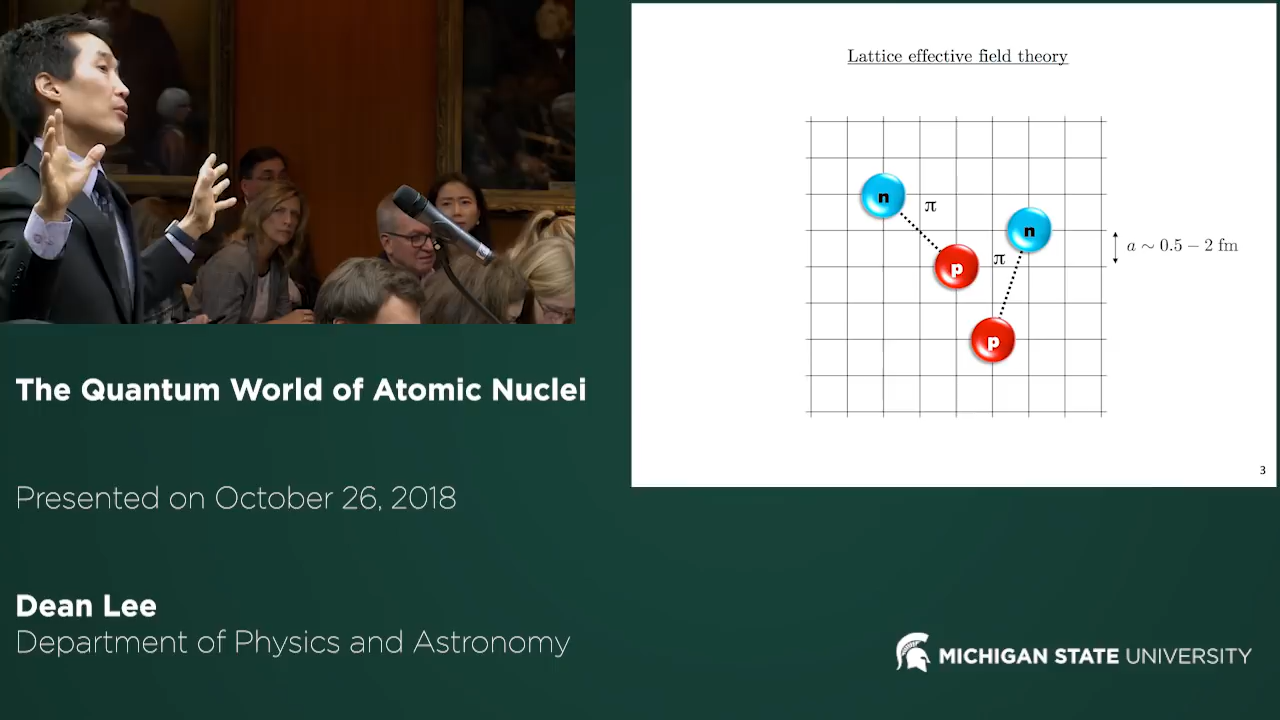 Lattice effective field theory
n
π
n
p
π
a ∼ 0.5 − 2 fm
p
3
The Quantum World of Atomic Nuclei
Presented on October 26, 2018
Dean Lee
Department of Physics and Astronomy
MICHIGAN STATE UNIVERSITY